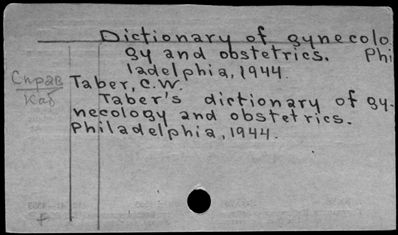 Dictionary of gynecolo
gy and obstetrics. Phi
ladelphia, 1944.
Справ
Каб
Taber, C.W.
Taber's dictionary of gy-
necology and obstetrics.
Philadelphia, 1944.